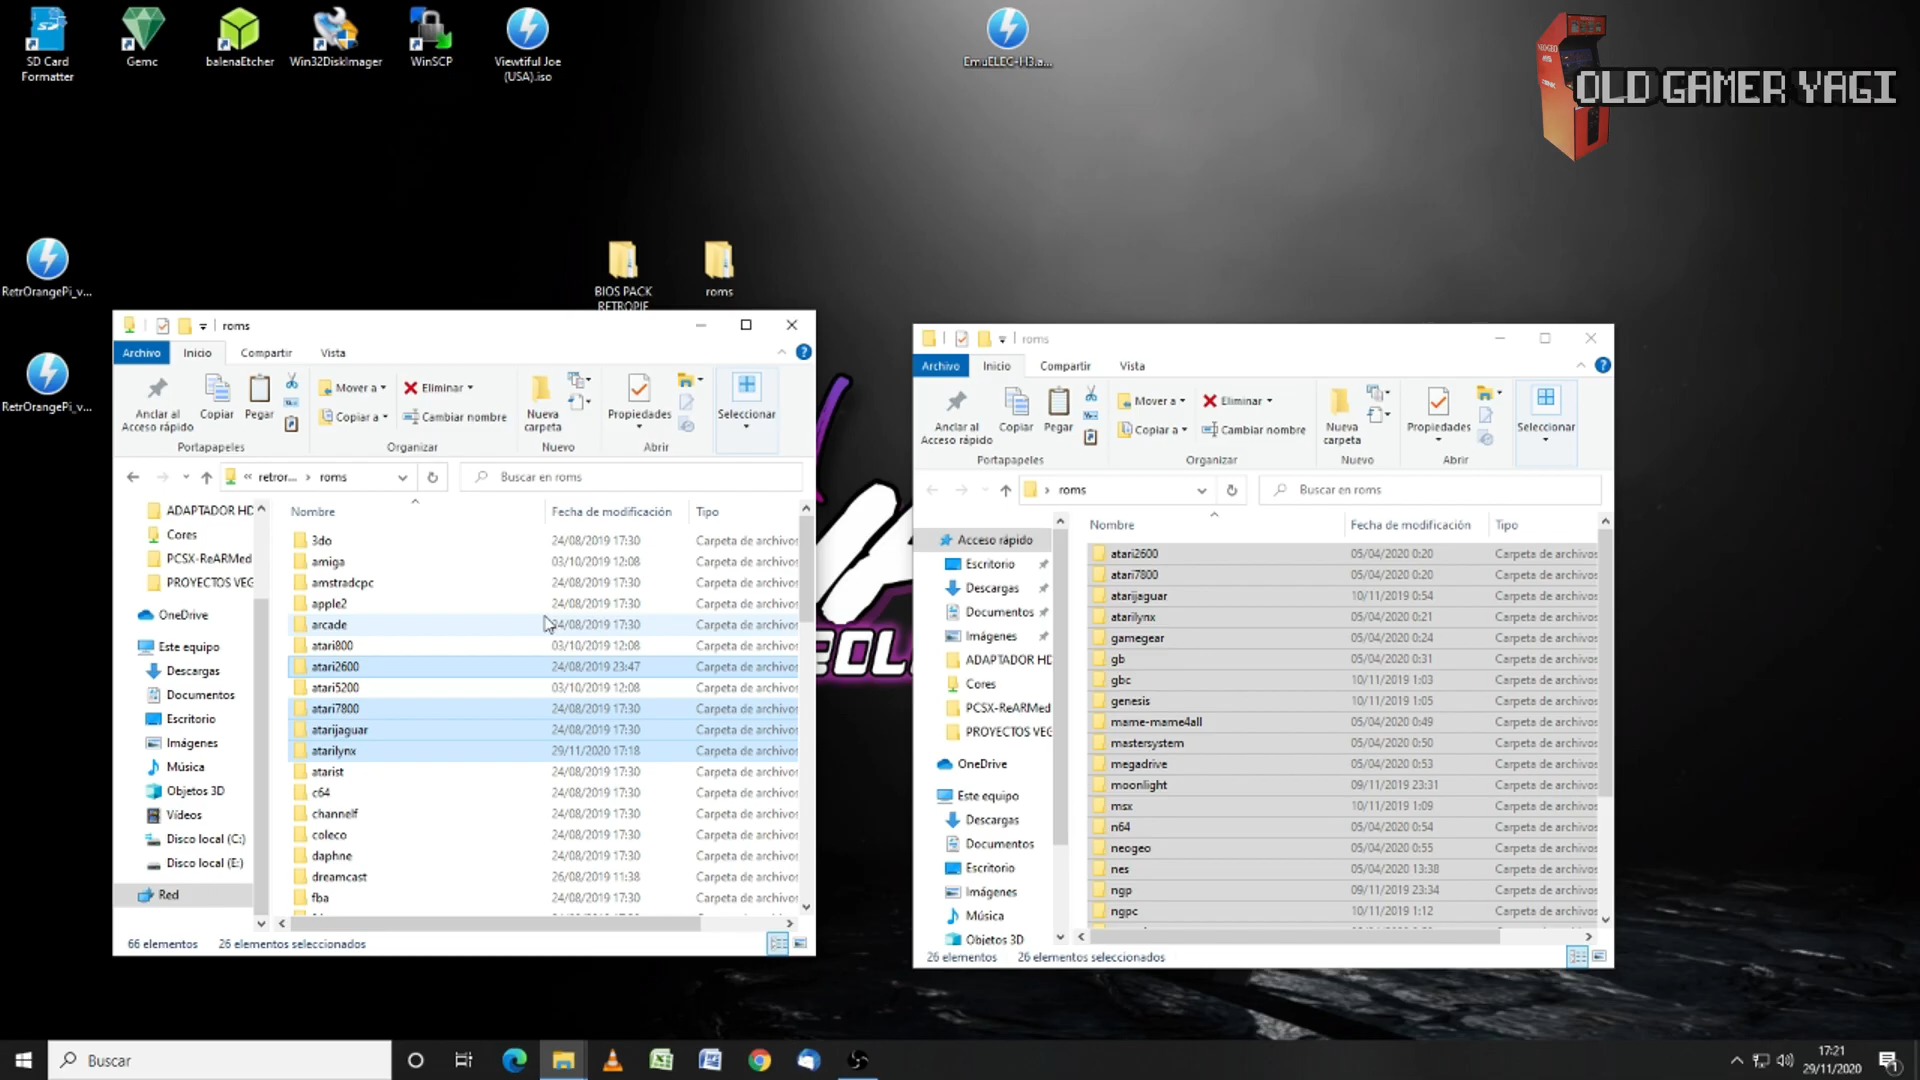 SD Card
Formatter
Gemc
balenaEtcher
Win32DiskImager
WinSCP
Viewtiful Joe
(USA).iso
EmuELEC-H3.a...
OLD GAMER YAGI
RetrOrangePi_v...
RetrOrangePi_v...
BIOS PACK
RETROPIE
roms
roms
Archivo
Inicio
Compartir
Vista
Anclar al
Acceso rápido
Copiar
Pegar
Mover a
Copiar a
Eliminar
Cambiar nombre
Nueva
carpeta
Propiedades
Seleccionar
Portapapeles
Organizar
Nuevo
Abrir
« retror... › roms
Buscar en roms
ADAPTADOR HD
Cores
PCSX-ReARMed
PROYECTOS VEG
OneDrive
Este equipo
Descargas
Documentos
Escritorio
Imágenes
Música
Objetos 3D
Vídeos
Disco local (C:)
Disco local (E:)
Red
Nombre Fecha de modificación Tipo
3do 24/08/2019 17:30 Carpeta de archivos
amiga 03/10/2019 12:08 Carpeta de archivos
amstradcpc 24/08/2019 17:30 Carpeta de archivos
apple2 24/08/2019 17:30 Carpeta de archivos
arcade 24/08/2019 17:30 Carpeta de archivos
atari800 03/10/2019 12:08 Carpeta de archivos
atari2600 24/08/2019 23:47 Carpeta de archivos
atari5200 03/10/2019 12:08 Carpeta de archivos
atari7800 24/08/2019 17:30 Carpeta de archivos
atarijaguar 24/08/2019 17:30 Carpeta de archivos
atarilynx 29/11/2020 17:18 Carpeta de archivos
atarist 24/08/2019 17:30 Carpeta de archivos
c64 24/08/2019 17:30 Carpeta de archivos
channelf 24/08/2019 17:30 Carpeta de archivos
coleco 24/08/2019 17:30 Carpeta de archivos
daphne 24/08/2019 17:30 Carpeta de archivos
dreamcast 26/08/2019 11:38 Carpeta de archivos
fba 24/08/2019 17:30 Carpeta de archivos
66 elementos 26 elementos seleccionados
roms
Archivo
Inicio
Compartir
Vista
Anclar al
Acceso rápido
Copiar
Pegar
Mover a
Copiar a
Eliminar
Cambiar nombre
Nueva
carpeta
Propiedades
Seleccionar
Portapapeles
Organizar
Nuevo
Abrir
› roms
Buscar en roms
Acceso rápido
Escritorio
Descargas
Documentos
Imágenes
ADAPTADOR HD
Cores
PCSX-ReARMed
PROYECTOS VEG
OneDrive
Este equipo
Descargas
Documentos
Escritorio
Imágenes
Música
Objetos 3D
Nombre Fecha de modificación Tipo
atari2600 05/04/2020 0:20 Carpeta de archivos
atari7800 05/04/2020 0:20 Carpeta de archivos
atarijaguar 10/11/2019 0:54 Carpeta de archivos
atarilynx 05/04/2020 0:21 Carpeta de archivos
gamegear 05/04/2020 0:24 Carpeta de archivos
gb 05/04/2020 0:31 Carpeta de archivos
gbc 10/11/2019 1:03 Carpeta de archivos
genesis 10/11/2019 1:05 Carpeta de archivos
mame-mame4all 05/04/2020 0:49 Carpeta de archivos
mastersystem 05/04/2020 0:50 Carpeta de archivos
megadrive 05/04/2020 0:53 Carpeta de archivos
moonlight 09/11/2019 23:31 Carpeta de archivos
msx 10/11/2019 1:09 Carpeta de archivos
n64 05/04/2020 0:54 Carpeta de archivos
neogeo 05/04/2020 0:55 Carpeta de archivos
nes 05/04/2020 13:38 Carpeta de archivos
ngp 09/11/2019 23:34 Carpeta de archivos
ngpc 10/11/2019 1:12 Carpeta de archivos
26 elementos 26 elementos seleccionados
Buscar
17:21
29/11/2020